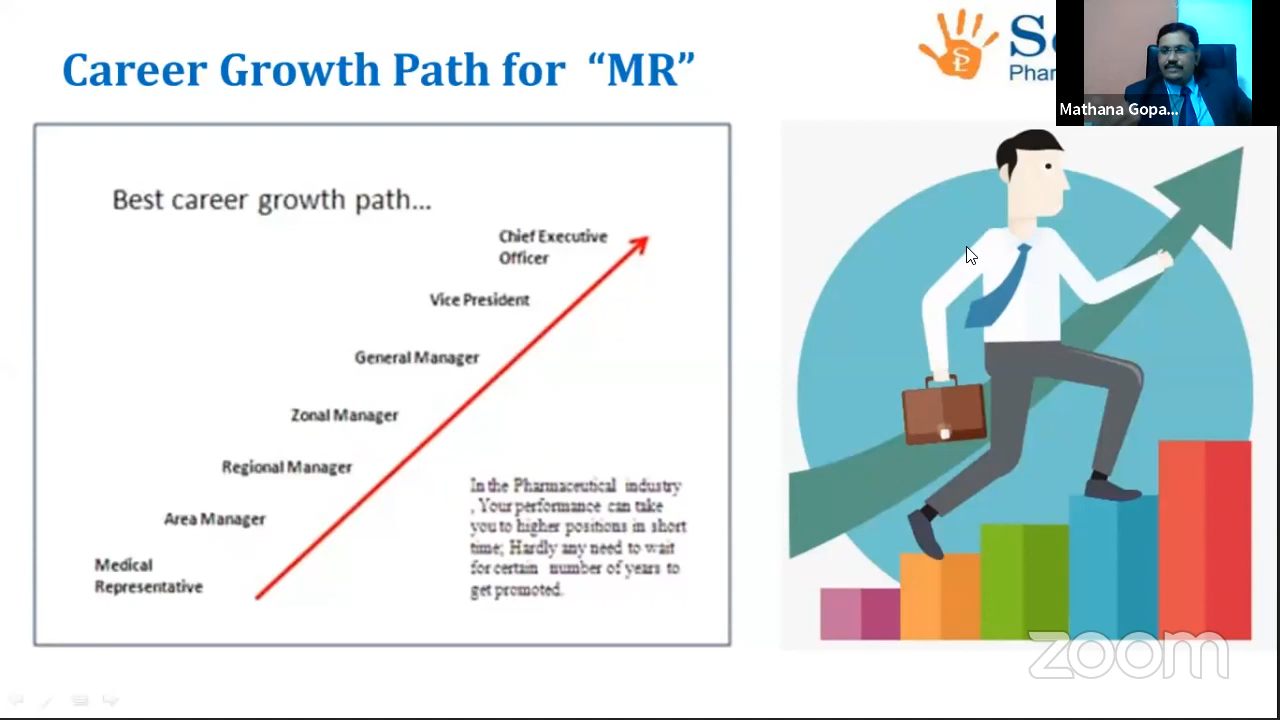 Career Growth Path for “MR”
Phar
Mathana Gopa...
Best career growth path...
Chief Executive
Officer
Vice President
General Manager
Zonal Manager
Regional Manager
Area Manager
Medical
Representative
In the Pharmaceutical industry
, Your performance can take
you to higher positions in short
time; Hardly any need to wait
for certain number of years to
get promoted.
zoom